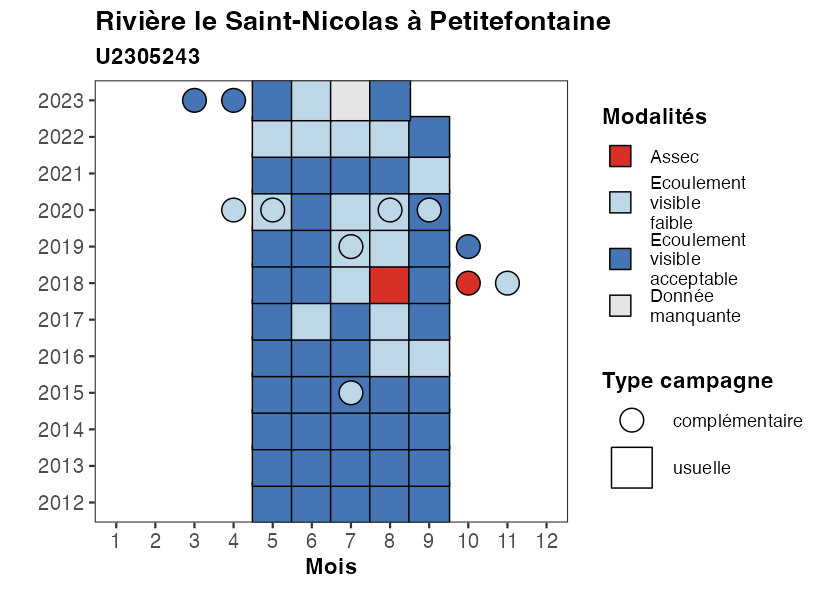 Rivière le Saint-Nicolas à Petitefontaine
U2305243
2023
2022
2021
2020
2019
2018
2017
2016
2015
2014
2013
2012
1 2 3 4 5 6 7 8 9 10 11 12
Mois
Modalités
Assec
Ecoulement
visible
faible
Ecoulement
visible
acceptable
Donnée
manquante
Type campagne
complémentaire
usuelle